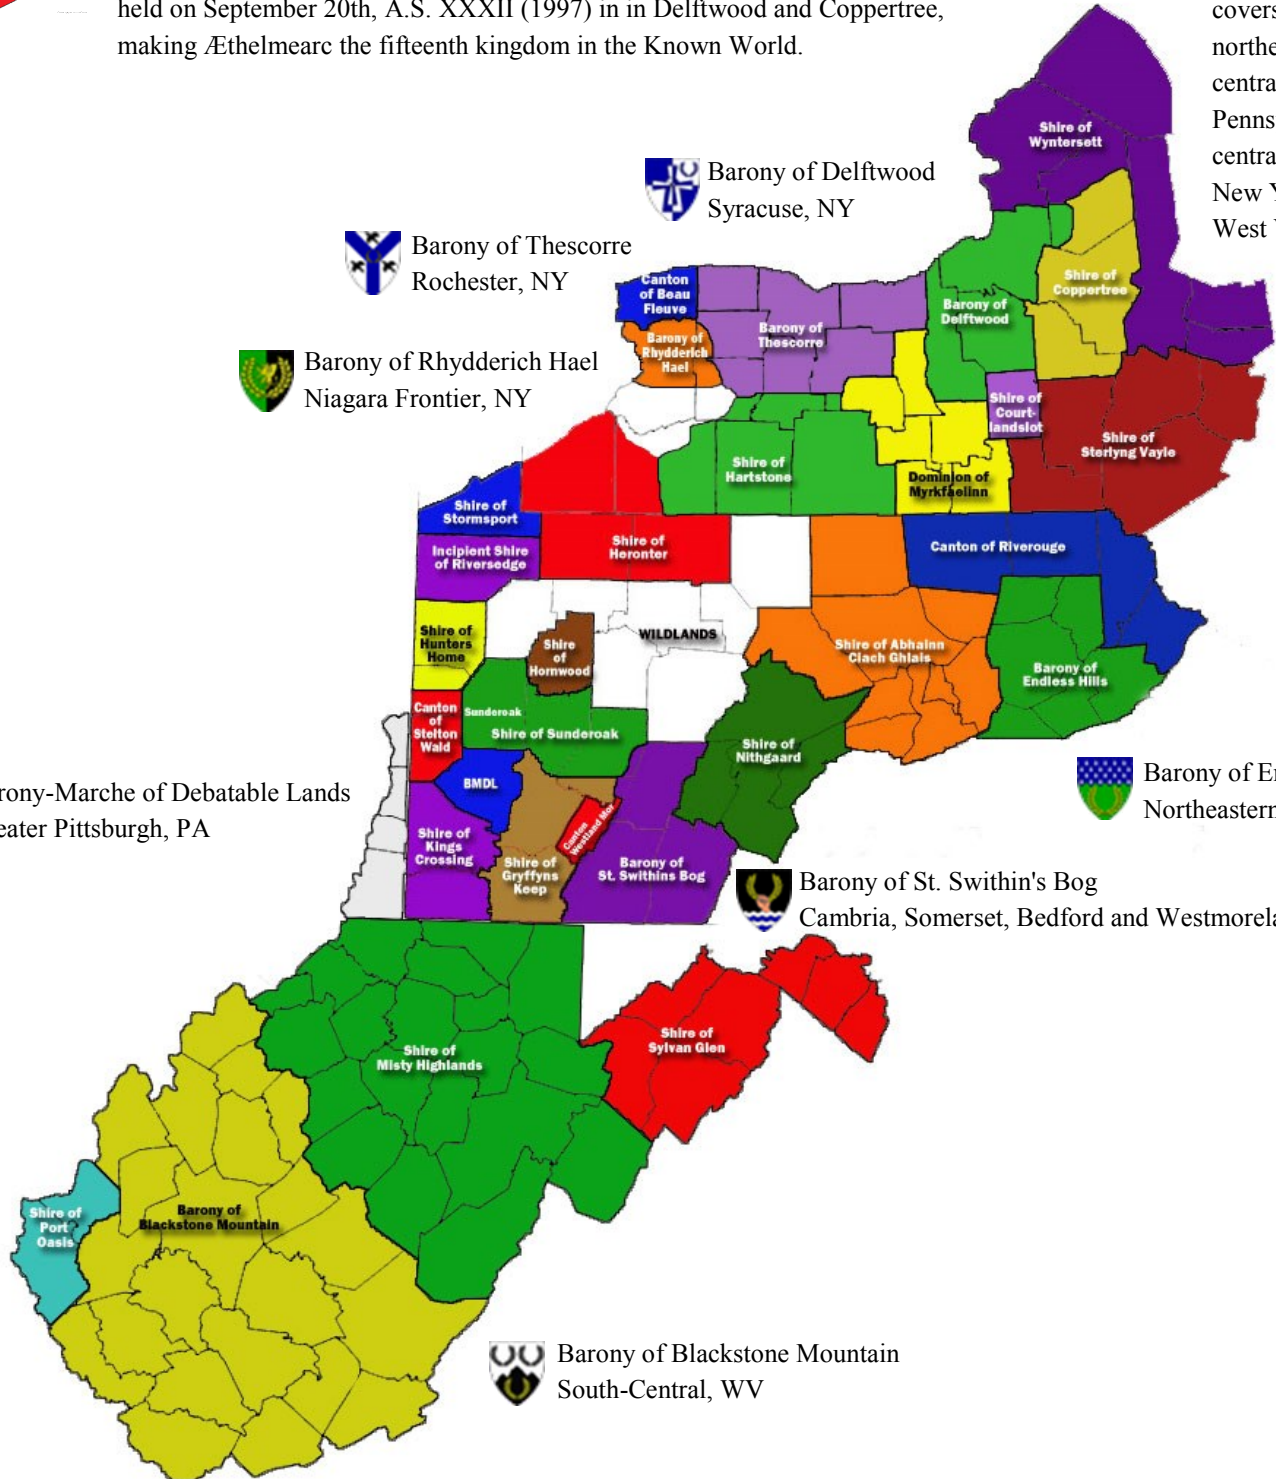 held on September 20th, A.S. XXXII (1997) in in Delftwood and Coppertree,
making Æthelmearc the fifteenth kingdom in the Known World.
covers
northe
centra
Penns
centra
New Y
West V
Shire of
Wyntersett
Barony of Delftwood
Syracuse, NY
Barony of Thescorre
Rochester, NY
Barony of Rhydderich Hael
Niagara Frontier, NY
Canton
of Beau
Fleuve
Barony of
Rhydderich
Hael
Barony of
Thescorre
Barony of
Delftwood
Shire of
Coppertree
Shire of
Court-
landslot
Shire of
Sterlyng Vayle
Shire of
Hartstone
Dominion of
Myrkfaelinn
Shire of
Stormsport
Incipient Shire
of Riversedge
Shire of
Heronter
Canton of Riverouge
Shire of
Hunters
Home
Shire
of
Hornwood
WILDLANDS
Shire of Abhainn
Ciach Ghlais
Barony of
Endless Hills
Canton
of
Stelton
Wald
Sunderoak
Shire of Sunderoak
Shire of
Nithgaard
BMDL
rony-Marche of Debatable Lands
eater Pittsburgh, PA
Barony of En
Northeastern
Shire of
Kings
Crossing
Shire of
Gryffyns
Keep
Canton
Westland Mor
Barony of
St. Swithins Bog
Barony of St. Swithin's Bog
Cambria, Somerset, Bedford and Westmorela
Shire of
Misty Highlands
Shire of
Sylvan Glen
Shire of
Port
Oasis
Barony of
Blackstone Mountain
Barony of Blackstone Mountain
South-Central, WV